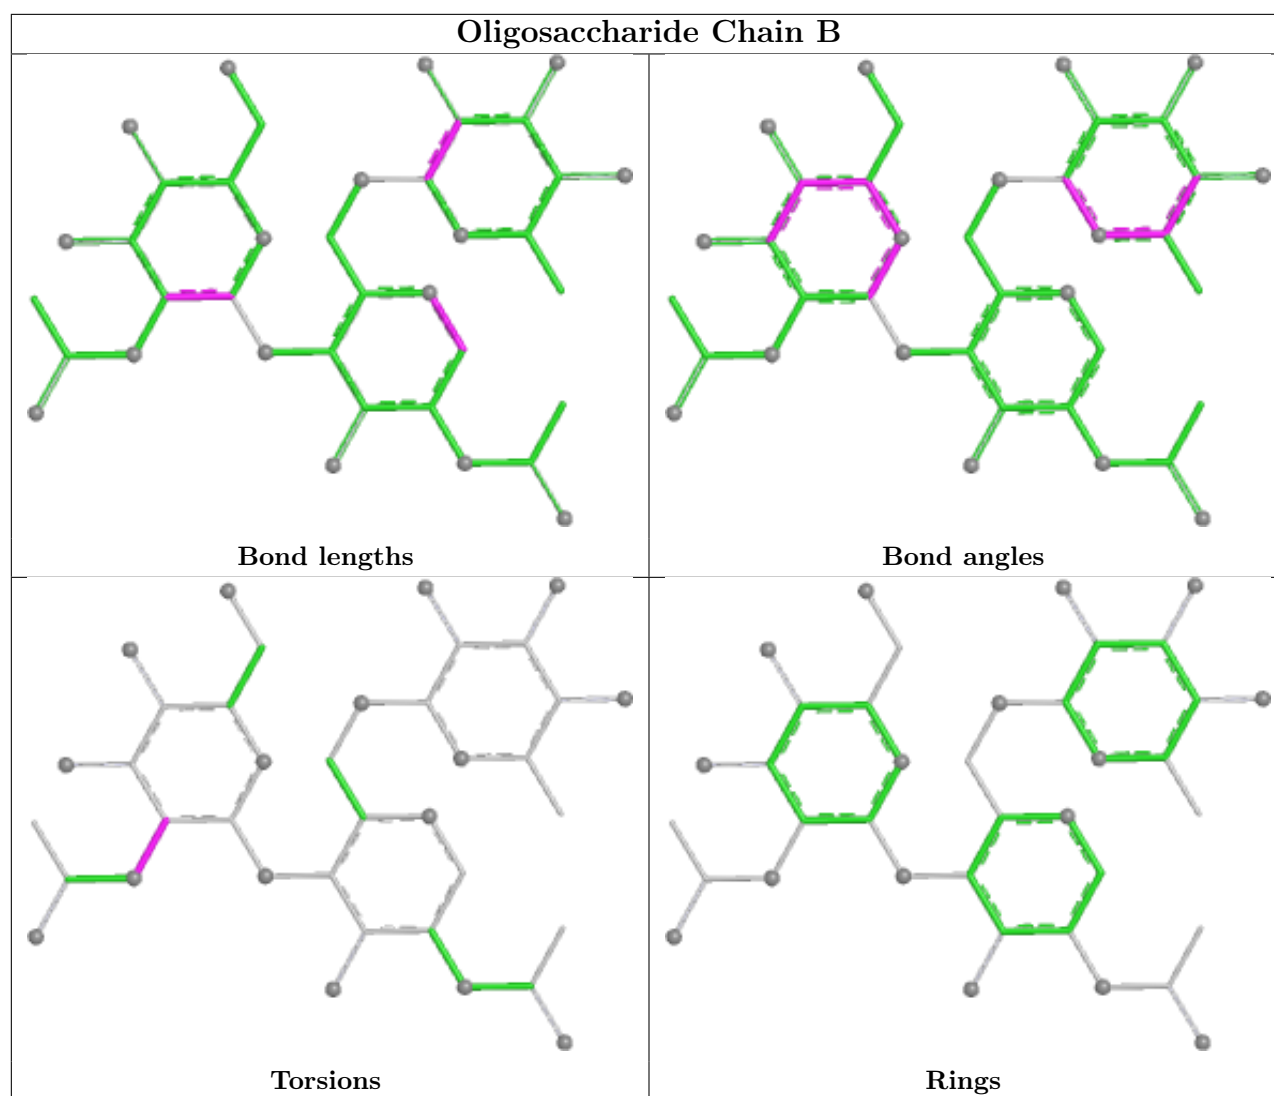 Oligosaccharide Chain B
Bond lengths
Bond angles
Torsions
Rings